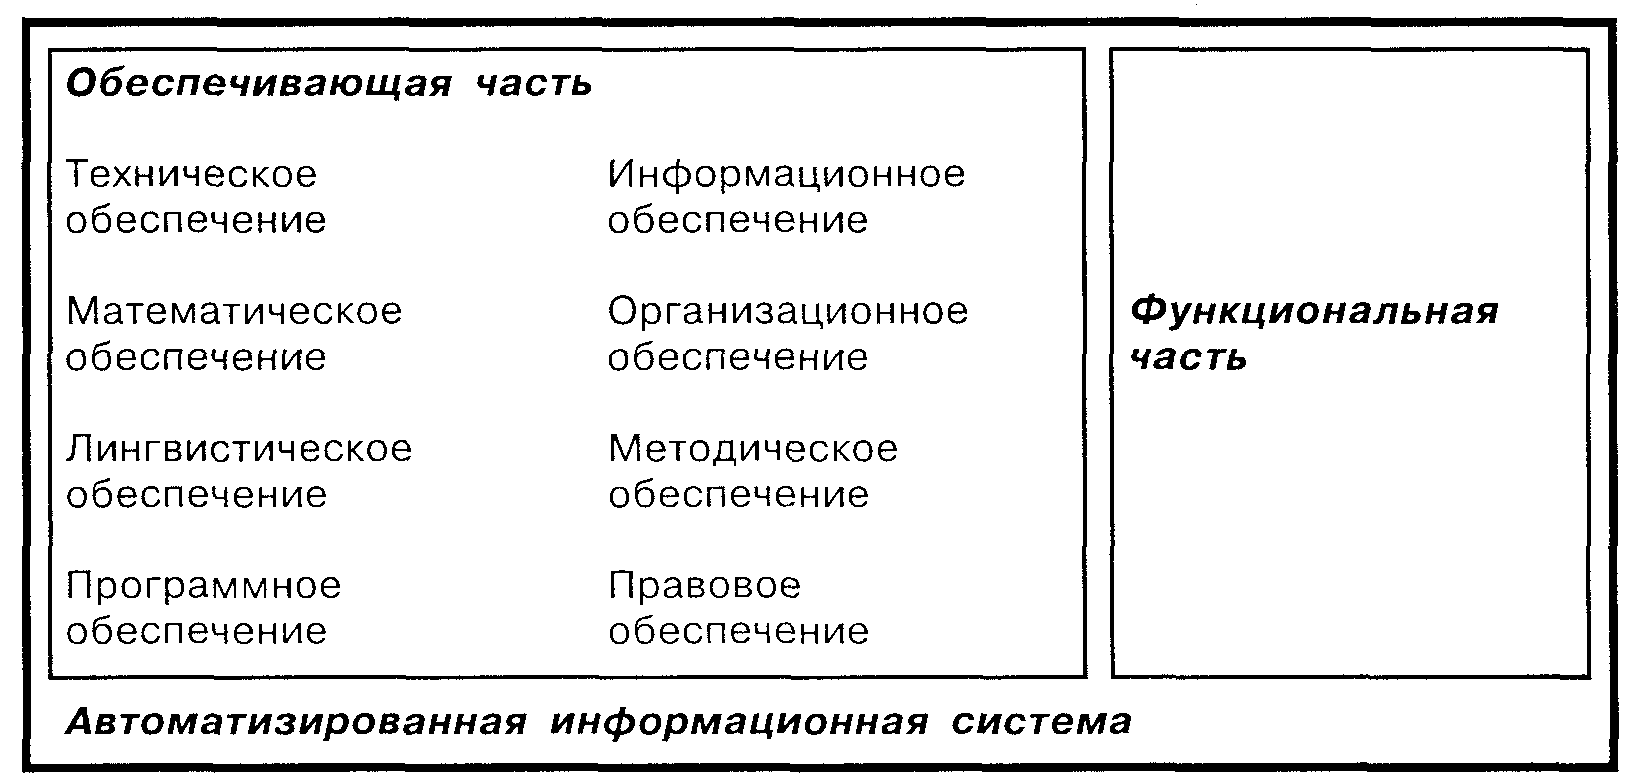 Обеспечивающая часть
Техническое
обеспечение
Информационное
обеспечение
Математическое
обеспечение
Организационное
обеспечение
Лингвистическое
обеспечение
Методическое
обеспечение
Программное
обеспечение
Правовое
обеспечение
Функциональная
часть
Автоматизированная информационная система